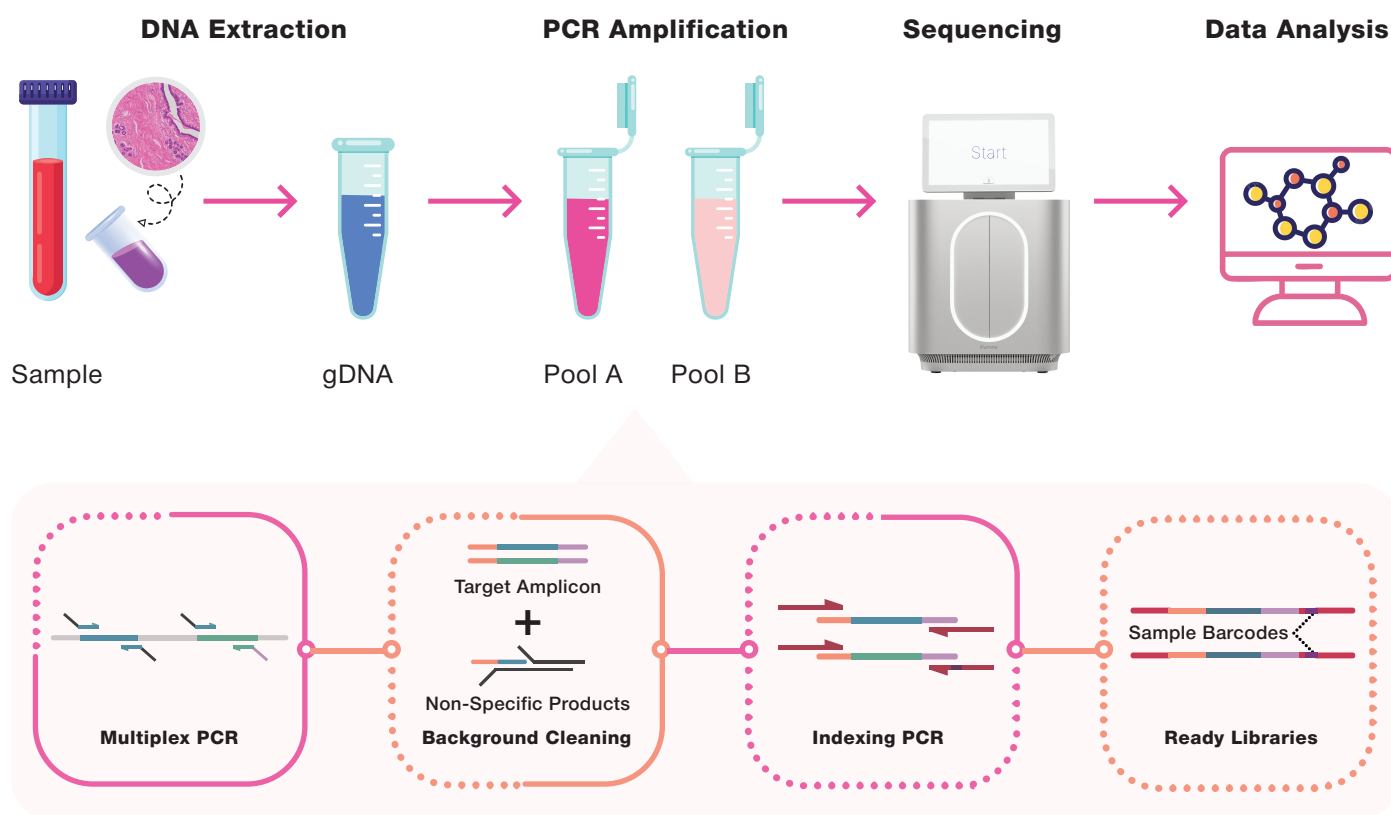 DNA Extraction
PCR Amplification
Sequencing
Data Analysis
Start
Sample
gDNA
Pool A
Pool B
Target Amplicon
+
Non-Specific Products
Sample Barcodes
Multiplex PCR
Background Cleaning
Indexing PCR
Ready Libraries